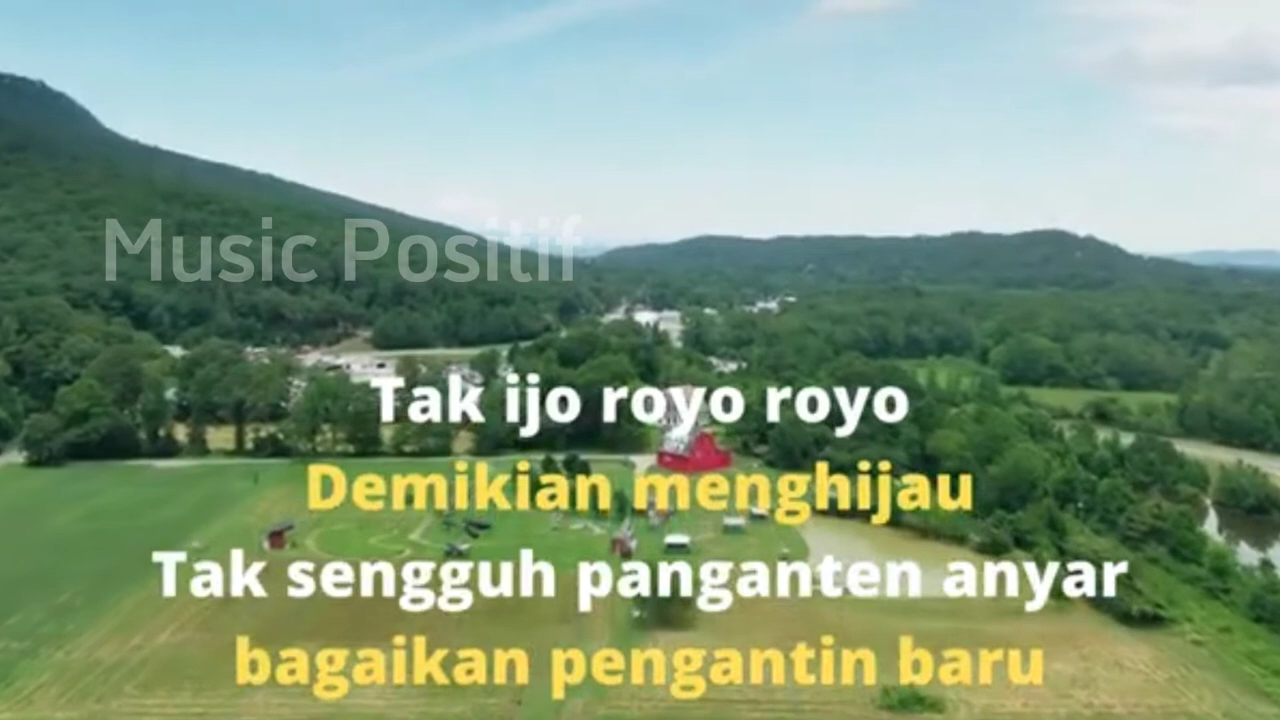 Music Positif
Tak ijo royo royo
Demikian menghijau
Tak sengguh panganten anyar
bagaikan pengantin baru